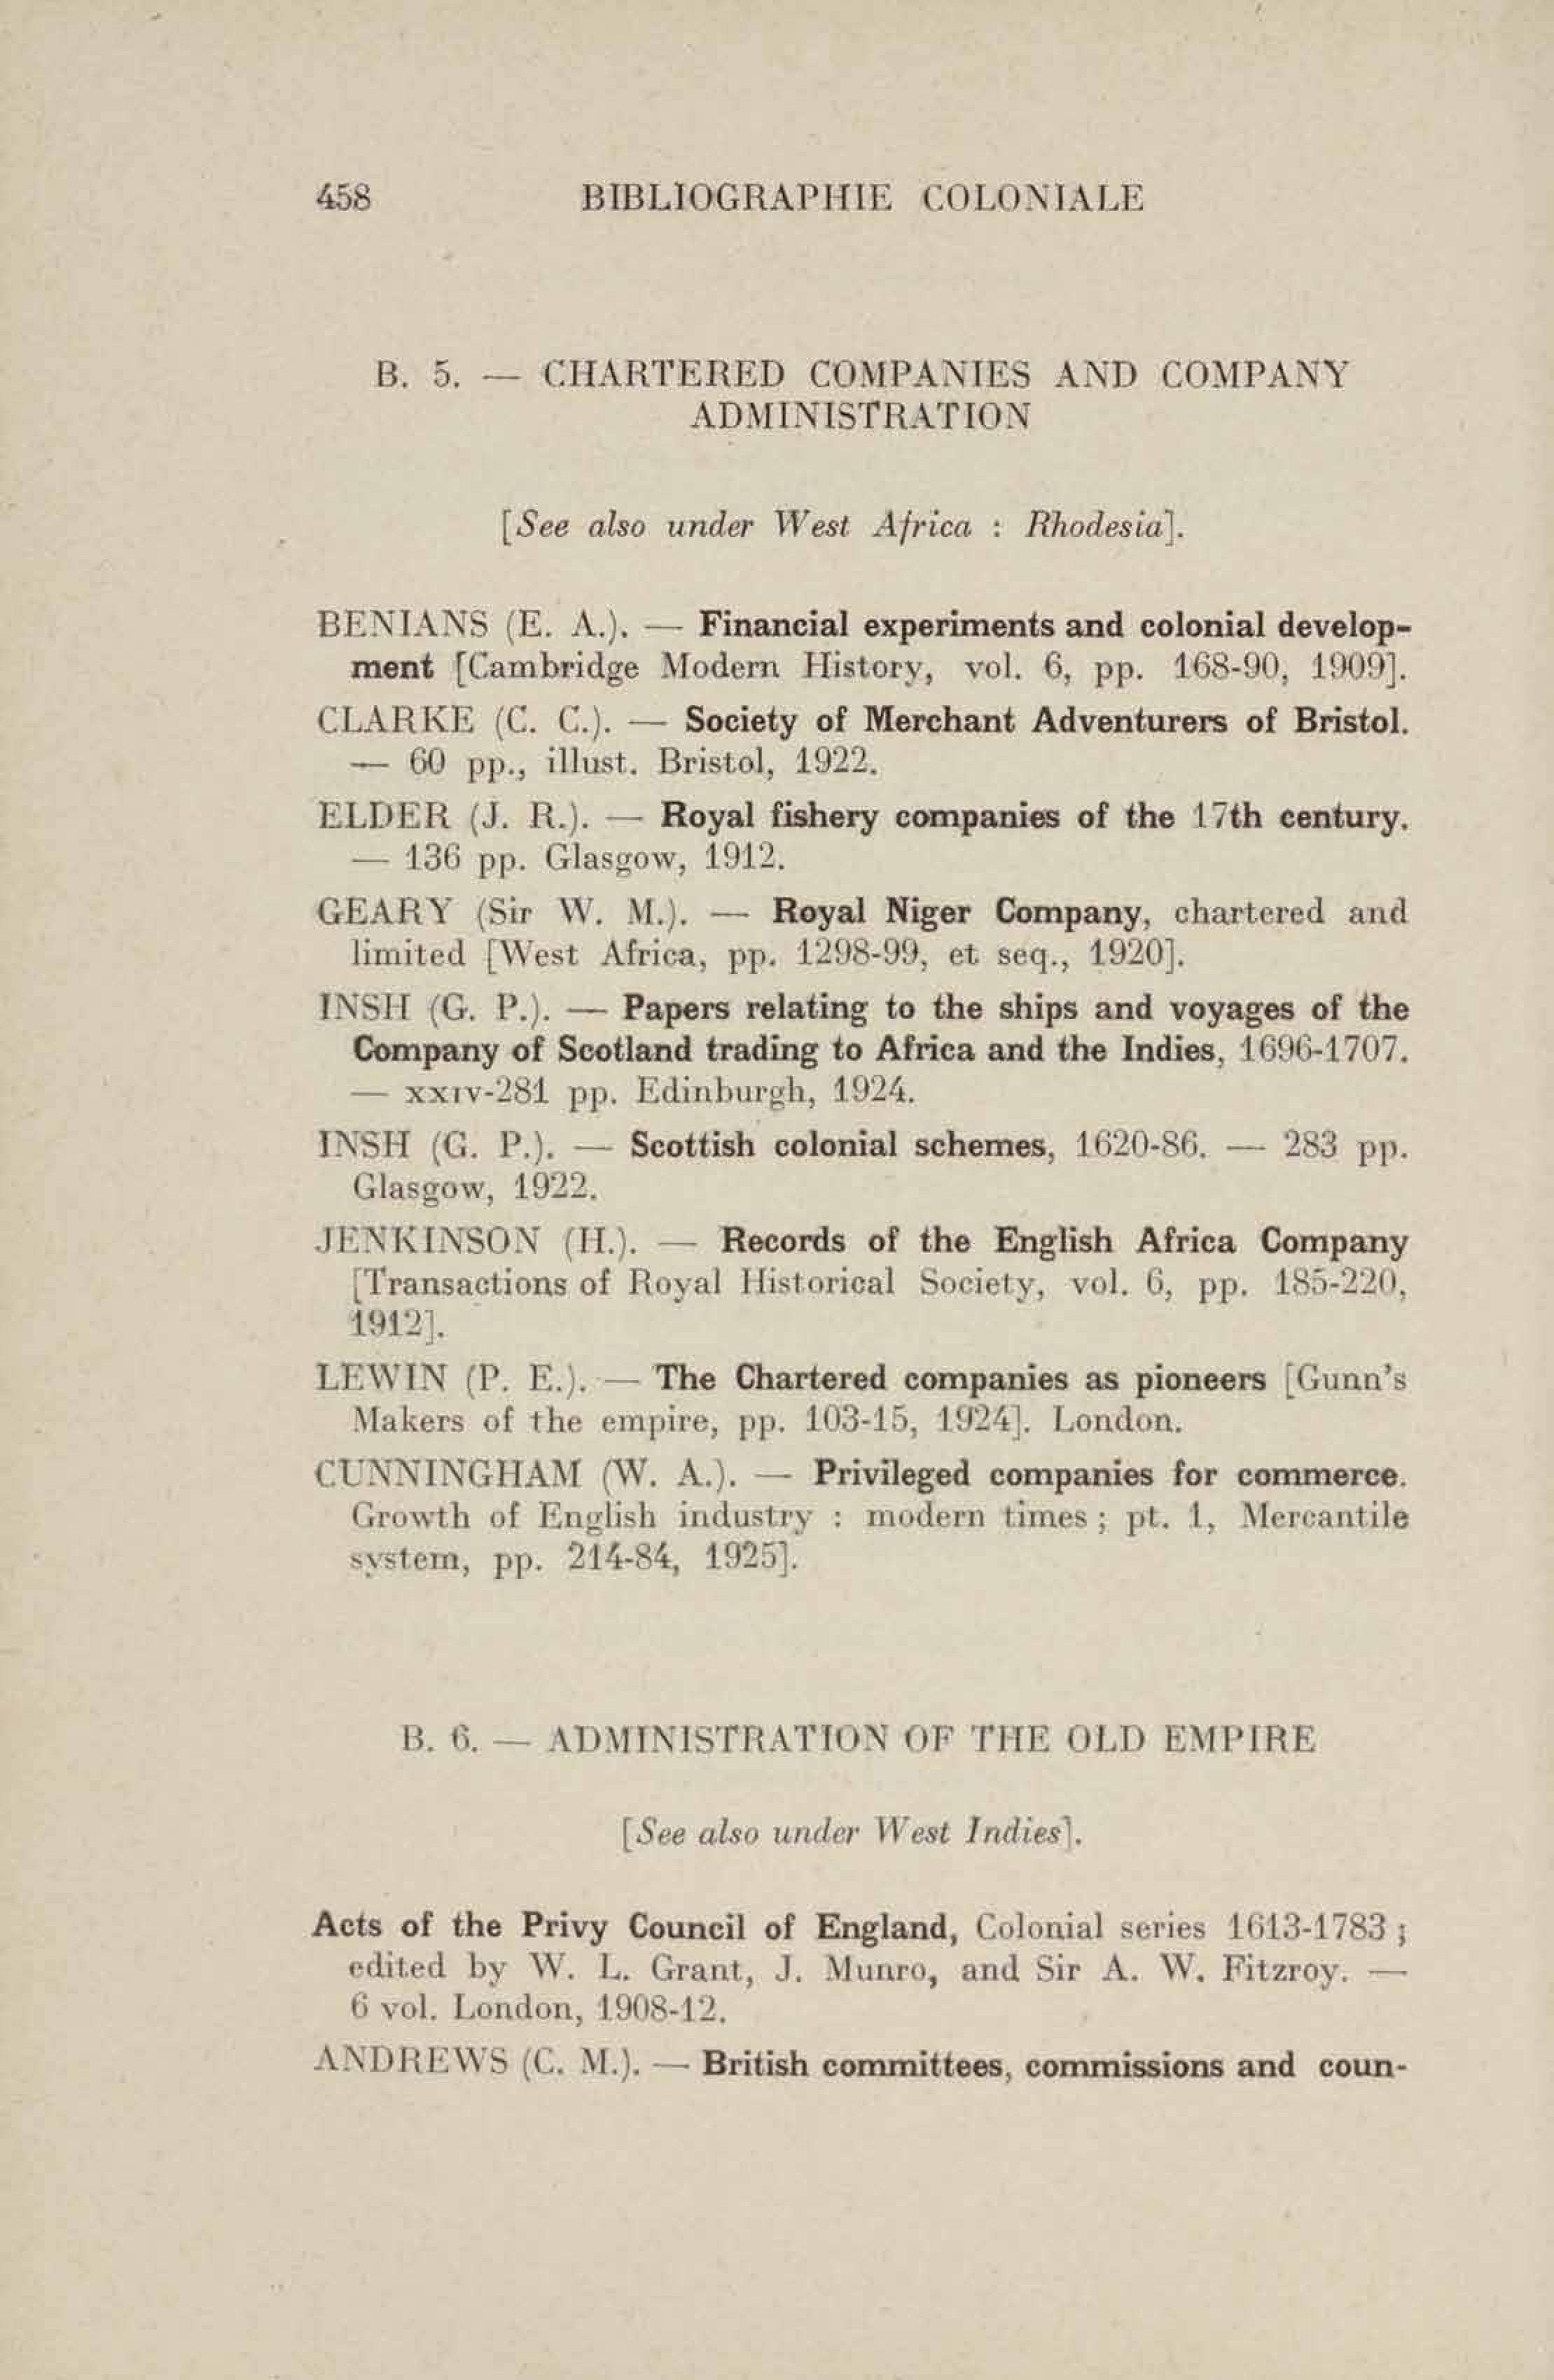 458 BIBLIOGRAPHIE COLONIALE
B. 5. — CHARTERED COMPANIES AND COMPANY
ADMINISTRATION
[See also under West Africa : Rhodesia].
BENIANS (E. A.). — Financial experiments and colonial develop-
ment [Cambridge Modern History, vol. 6, pp. 168-90, 1909].
CLARKE (C. C.). — Society of Merchant Adventurers of Bristol.
— 60 pp., illust. Bristol, 1922.
ELDER (J. R.). — Royal fishery companies of the 17th century.
— 136 pp. Glasgow, 1912.
GEARY (Sir W. M.). — Royal Niger Company, chartered and
limited [West Africa, pp. 1298-99, et seq., 1920].
INSH (G. P.). — Papers relating to the ships and voyages of the
Company of Scotland trading to Africa and the Indies, 1696-1707.
— xxiv-281 pp. Edinburgh, 1924.
INSH (G. P.). — Scottish colonial schemes, 1620-86. — 283 pp.
Glasgow, 1922.
JENKINSON (H.). — Records of the English Africa Company
[Transactions of Royal Historical Society, vol. 6, pp. 185-220,
1912].
LEWIN (P. E.). — The Chartered companies as pioneers [Gunn's
Makers of the empire, pp. 103-15, 1924]. London.
CUNNINGHAM (W. A.). — Privileged companies for commerce.
Growth of English industry : modern times ; pt. 1, Mercantile
system, pp. 214-84, 1925].
B. 6. — ADMINISTRATION OF THE OLD EMPIRE
[See also under West Indies].
Acts of the Privy Council of England, Colonial series 1613-1783 ;
edited by W. L. Grant, J. Munro, and Sir A. W. Fitzroy. —
6 vol. London, 1908-12.
ANDREWS (C. M.). — British committees, commissions and coun-